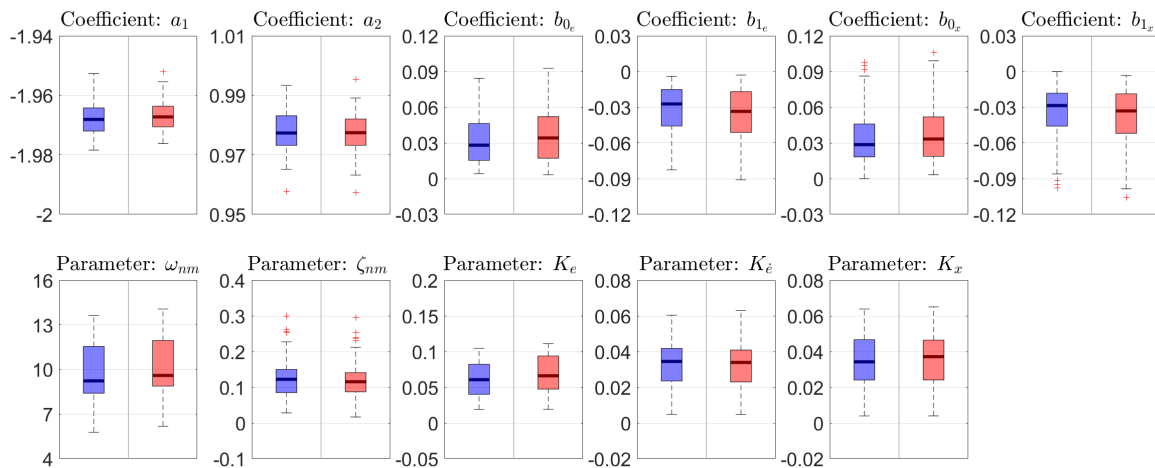 Coefficient: a₁ Coefficient: a₂ Coefficient: b₀ₑ Coefficient: b₁ₑ Coefficient: b₀ₓ Coefficient: b₁ₓ
-1.94 1.01 0.12 0.03 0.12 0.03
-1.96 0.99 0.09 0 0.09 0
0.06 -0.03 0.06 -0.03
-1.98 0.97 0.03 -0.06 0.03 -0.06
0 -0.09 0 -0.09
-2 0.95 -0.03 -0.12 -0.03 -0.12
Parameter: ωₙₘ Parameter: ζₙₘ Parameter: Kₑ Parameter: K_ė Parameter: Kₓ
16 0.4 0.2 0.08 0.08
13 0.3 0.15 0.06 0.06
10 0.2 0.1 0.04 0.04
0.1 0.05 0.02 0.02
7 0 0 0 0
4 -0.1 -0.05 -0.02 -0.02